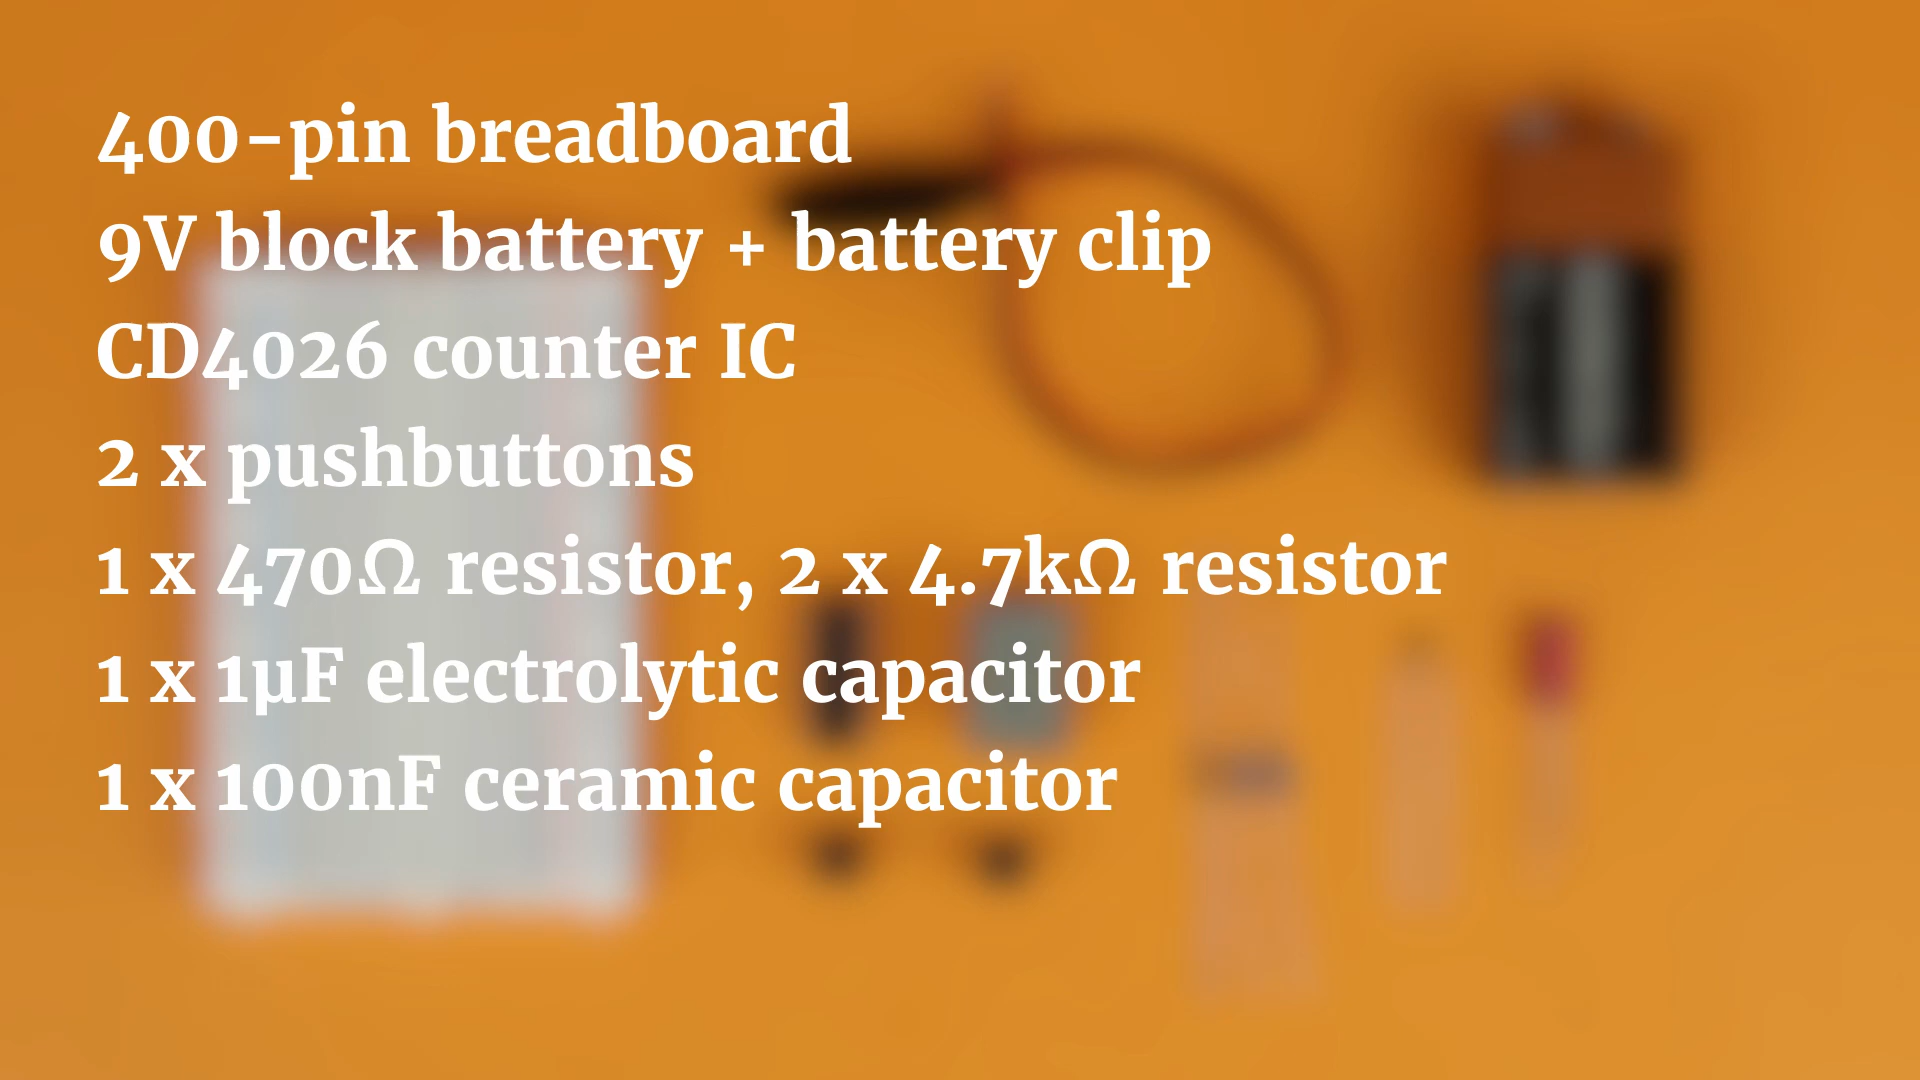 400-pin breadboard
9V block battery + battery clip
CD4026 counter IC
2 x pushbuttons
1 x 470Ω resistor, 2 x 4.7kΩ resistor
1 x 1µF electrolytic capacitor
1 x 100nF ceramic capacitor